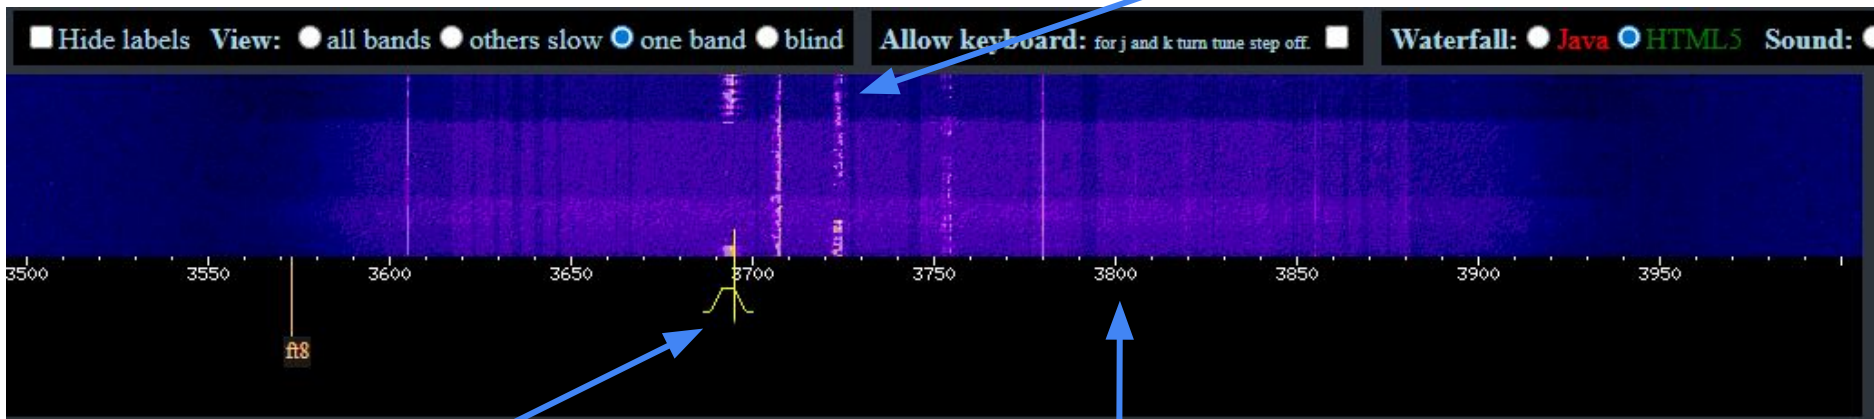 Hide labels View: all bands others slow one band blind Allow keyboard: for j and k turn tune step off. Waterfall: Java HTML5 Sound:
3500 3550 3600 3650 3700 3750 3800 3850 3900 3950
ft8